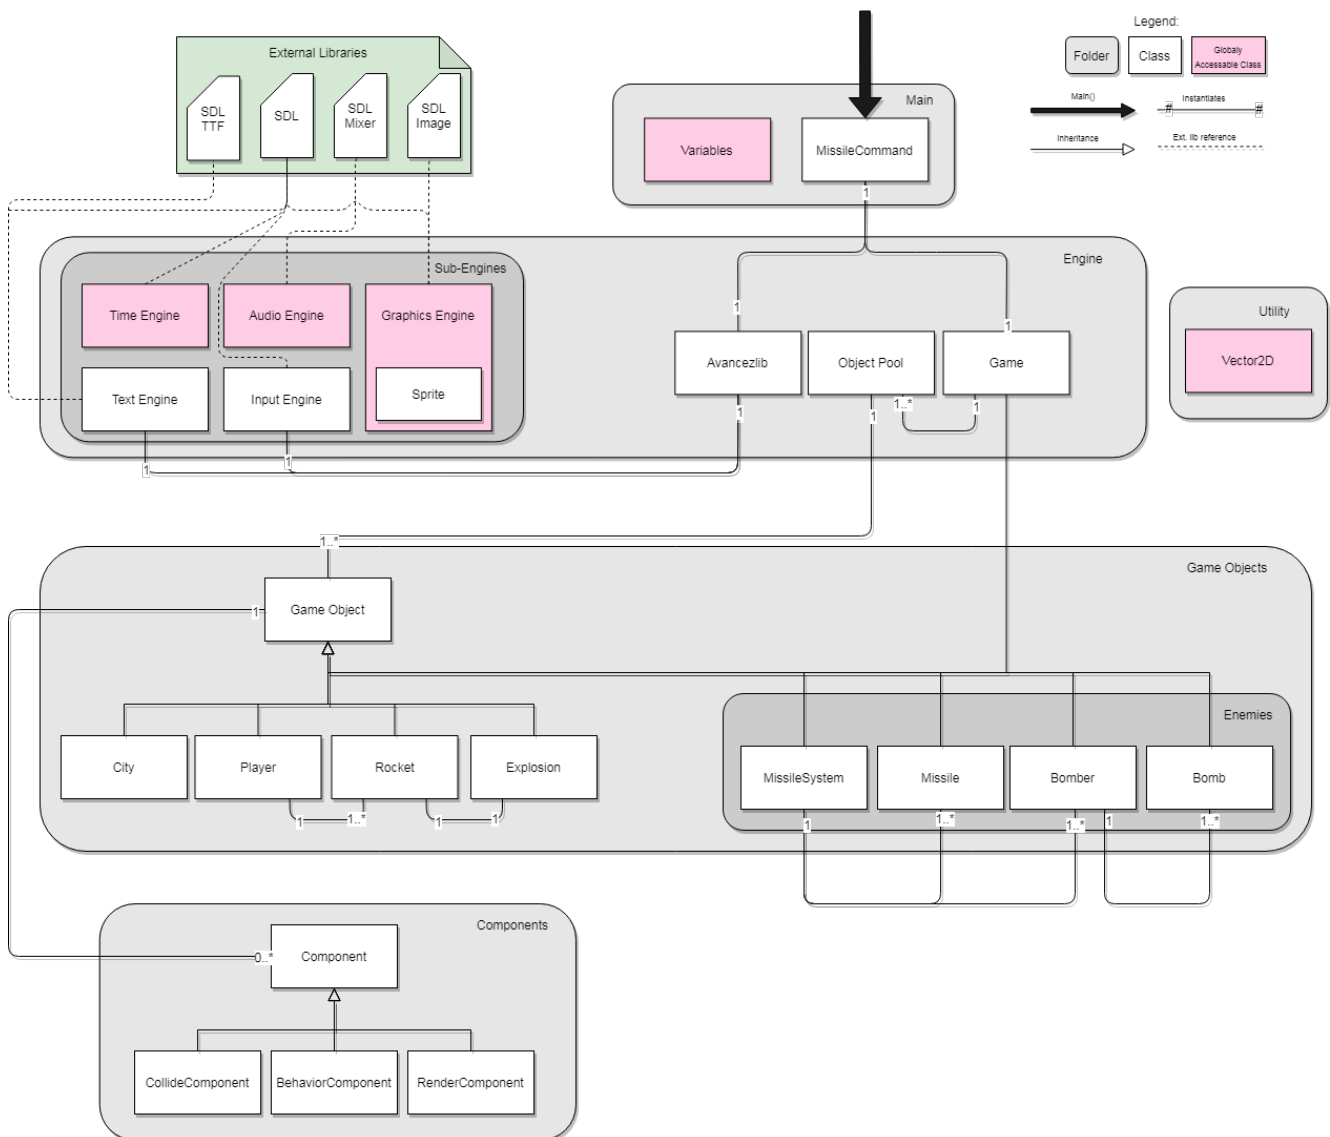 Legend:
Folder
Class
Globaly
Accessable Class
Main()
Instantiates
#
#
Inheritance
Ext. lib reference
External Libraries
SDL
TTF
SDL
SDL
Mixer
SDL
Image
Main
Variables
MissileCommand
1
Engine
Sub-Engines
Time Engine
Audio Engine
Graphics Engine
Text Engine
Input Engine
Sprite
1
1
Avancezlib
Object Pool
Game
1
1
1..*
1
1
1
Utility
Vector2D
1..*
Game Objects
Game Object
1
City
Player
Rocket
Explosion
1
1..*
1
1
Enemies
MissileSystem
Missile
Bomber
Bomb
1
1..*
1..*
1
1..*
Components
Component
0..*
CollideComponent
BehaviorComponent
RenderComponent